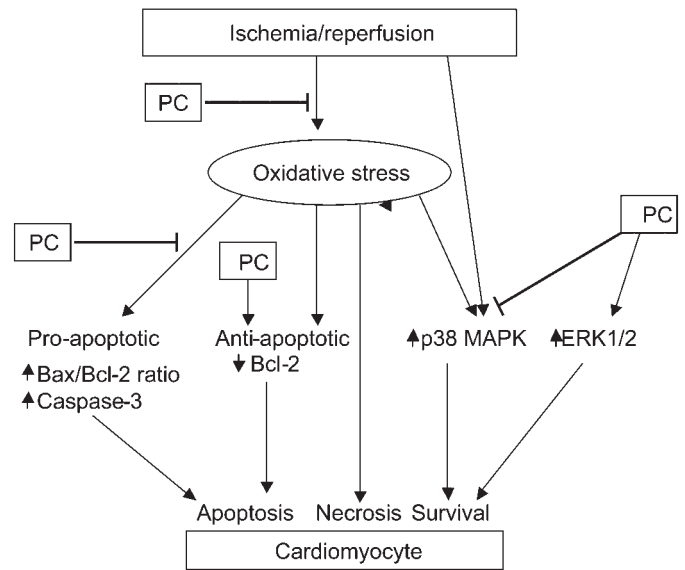 Ischemia/reperfusion
PC
Oxidative stress
PC
PC
PC
Pro-apoptotic
Bax/Bcl-2 ratio
Caspase-3
Anti-apoptotic
Bcl-2
p38 MAPK
ERK1/2
Apoptosis
Necrosis
Survival
Cardiomyocyte